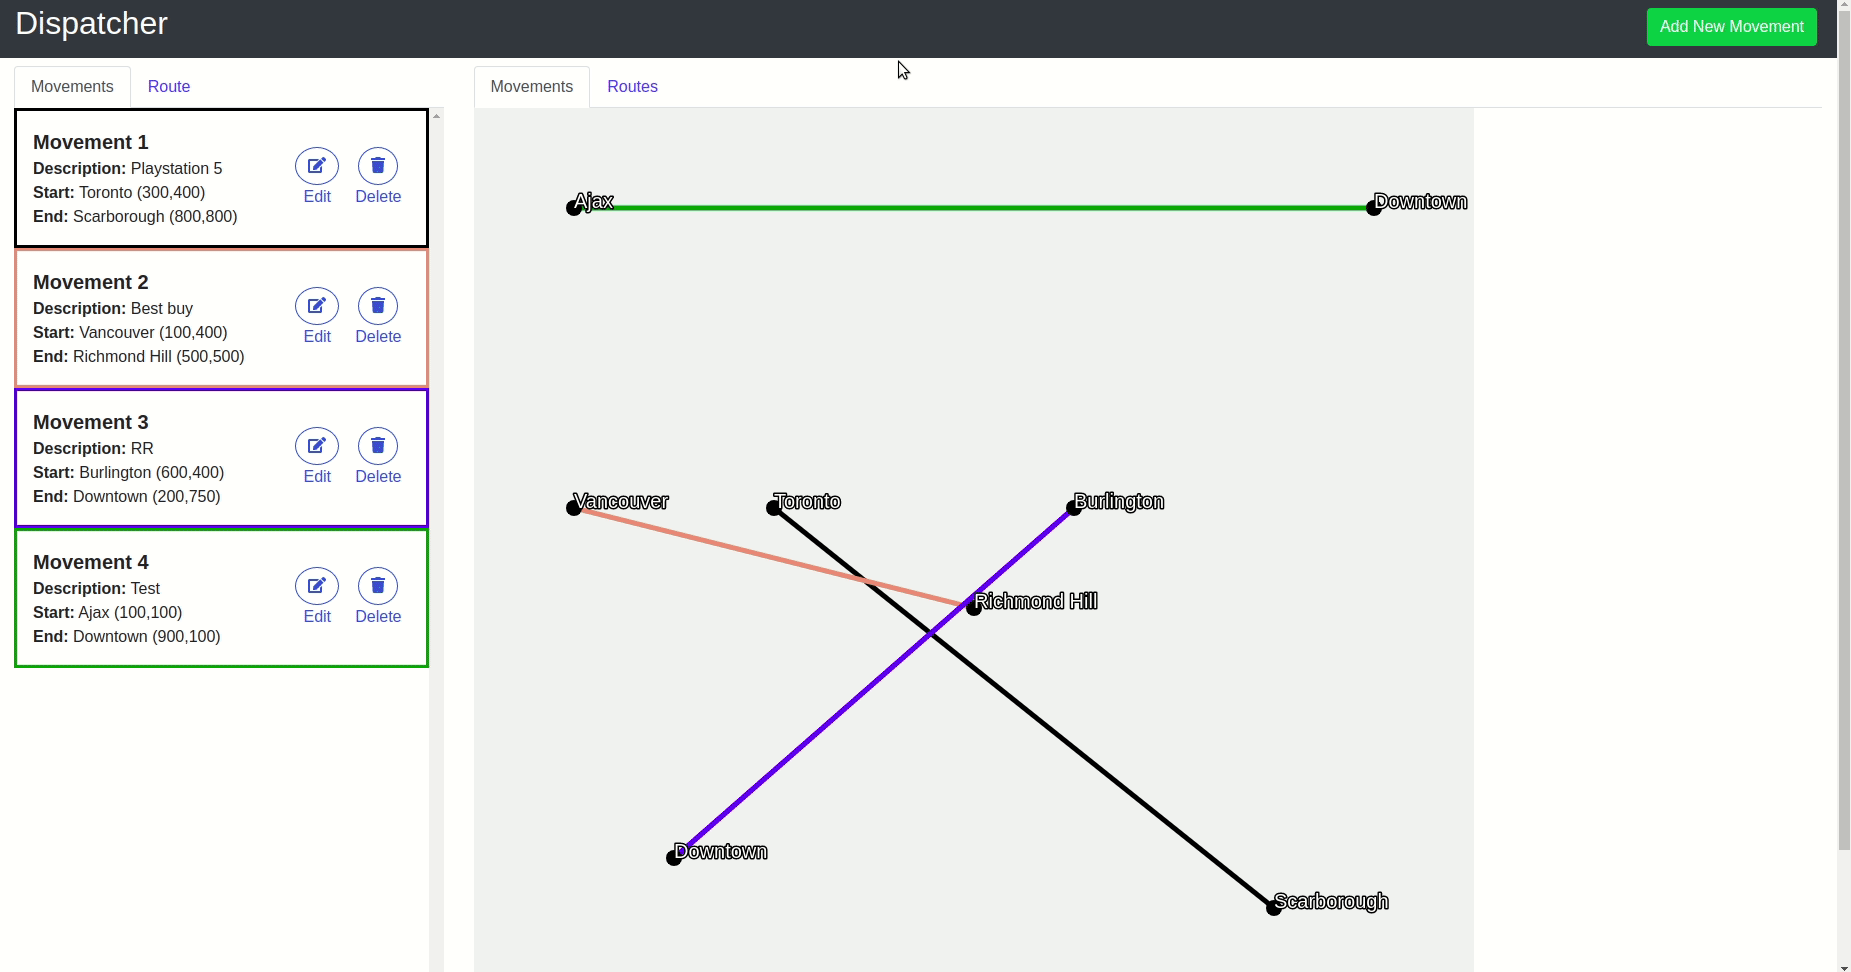 Dispatcher
Add New Movement
Movements
Route
Movements
Routes
Movement 1
Description: Playstation 5
Start: Toronto (300,400)
End: Scarborough (800,800)
Edit
Delete
Movement 2
Description: Best buy
Start: Vancouver (100,400)
End: Richmond Hill (500,500)
Edit
Delete
Movement 3
Description: RR
Start: Burlington (600,400)
End: Downtown (200,750)
Edit
Delete
Movement 4
Description: Test
Start: Ajax (100,100)
End: Downtown (900,100)
Edit
Delete
Ajax
Downtown
Vancouver
Toronto
Burlington
Richmond Hill
Downtown
Scarborough